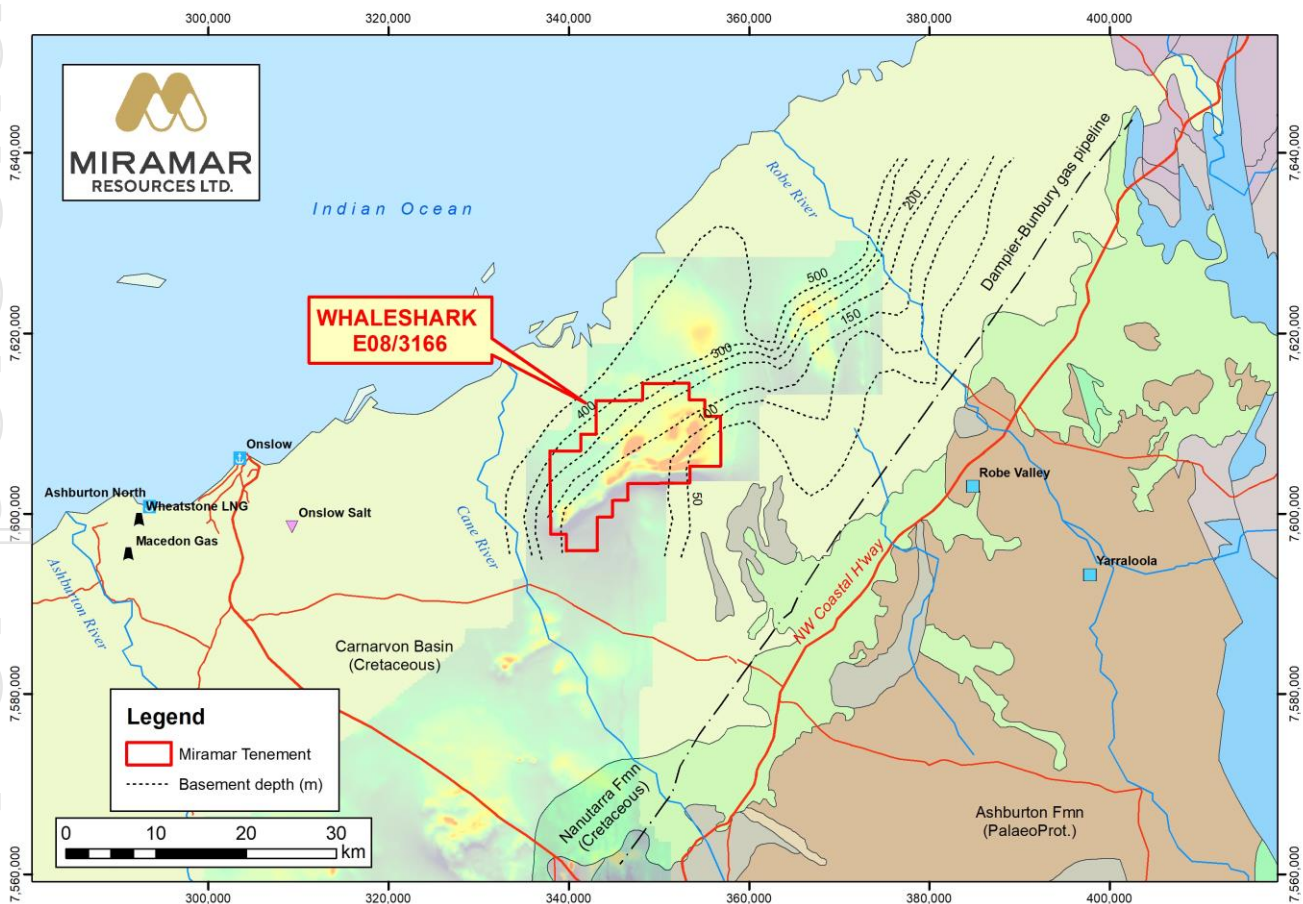 300,000
320,000
340,000
360,000
380,000
400,000
7,640,000
7,620,000
7,600,000
7,580,000
7,560,000
7,640,000
7,620,000
7,600,000
7,580,000
7,560,000
MIRAMAR
RESOURCES LTD.
Indian Ocean
Robe River
Dampier-Bunbury gas pipeline
200
500
150
300
400
100
50
WHALESHARK
E08/3166
Onslow
Ashburton North
Wheatstone LNG
Macedon Gas
Onslow Salt
Ashburton River
Cane River
Robe Valley
Yarraloola
NW Coastal H'way
Carnarvon Basin
(Cretaceous)
Nanutarra Fmn
(Cretaceous)
Ashburton Fmn
(PalaeoProt.)
Legend
Miramar Tenement
Basement depth (m)
0 10 20 30
km
300,000
320,000
340,000
360,000
380,000
400,000